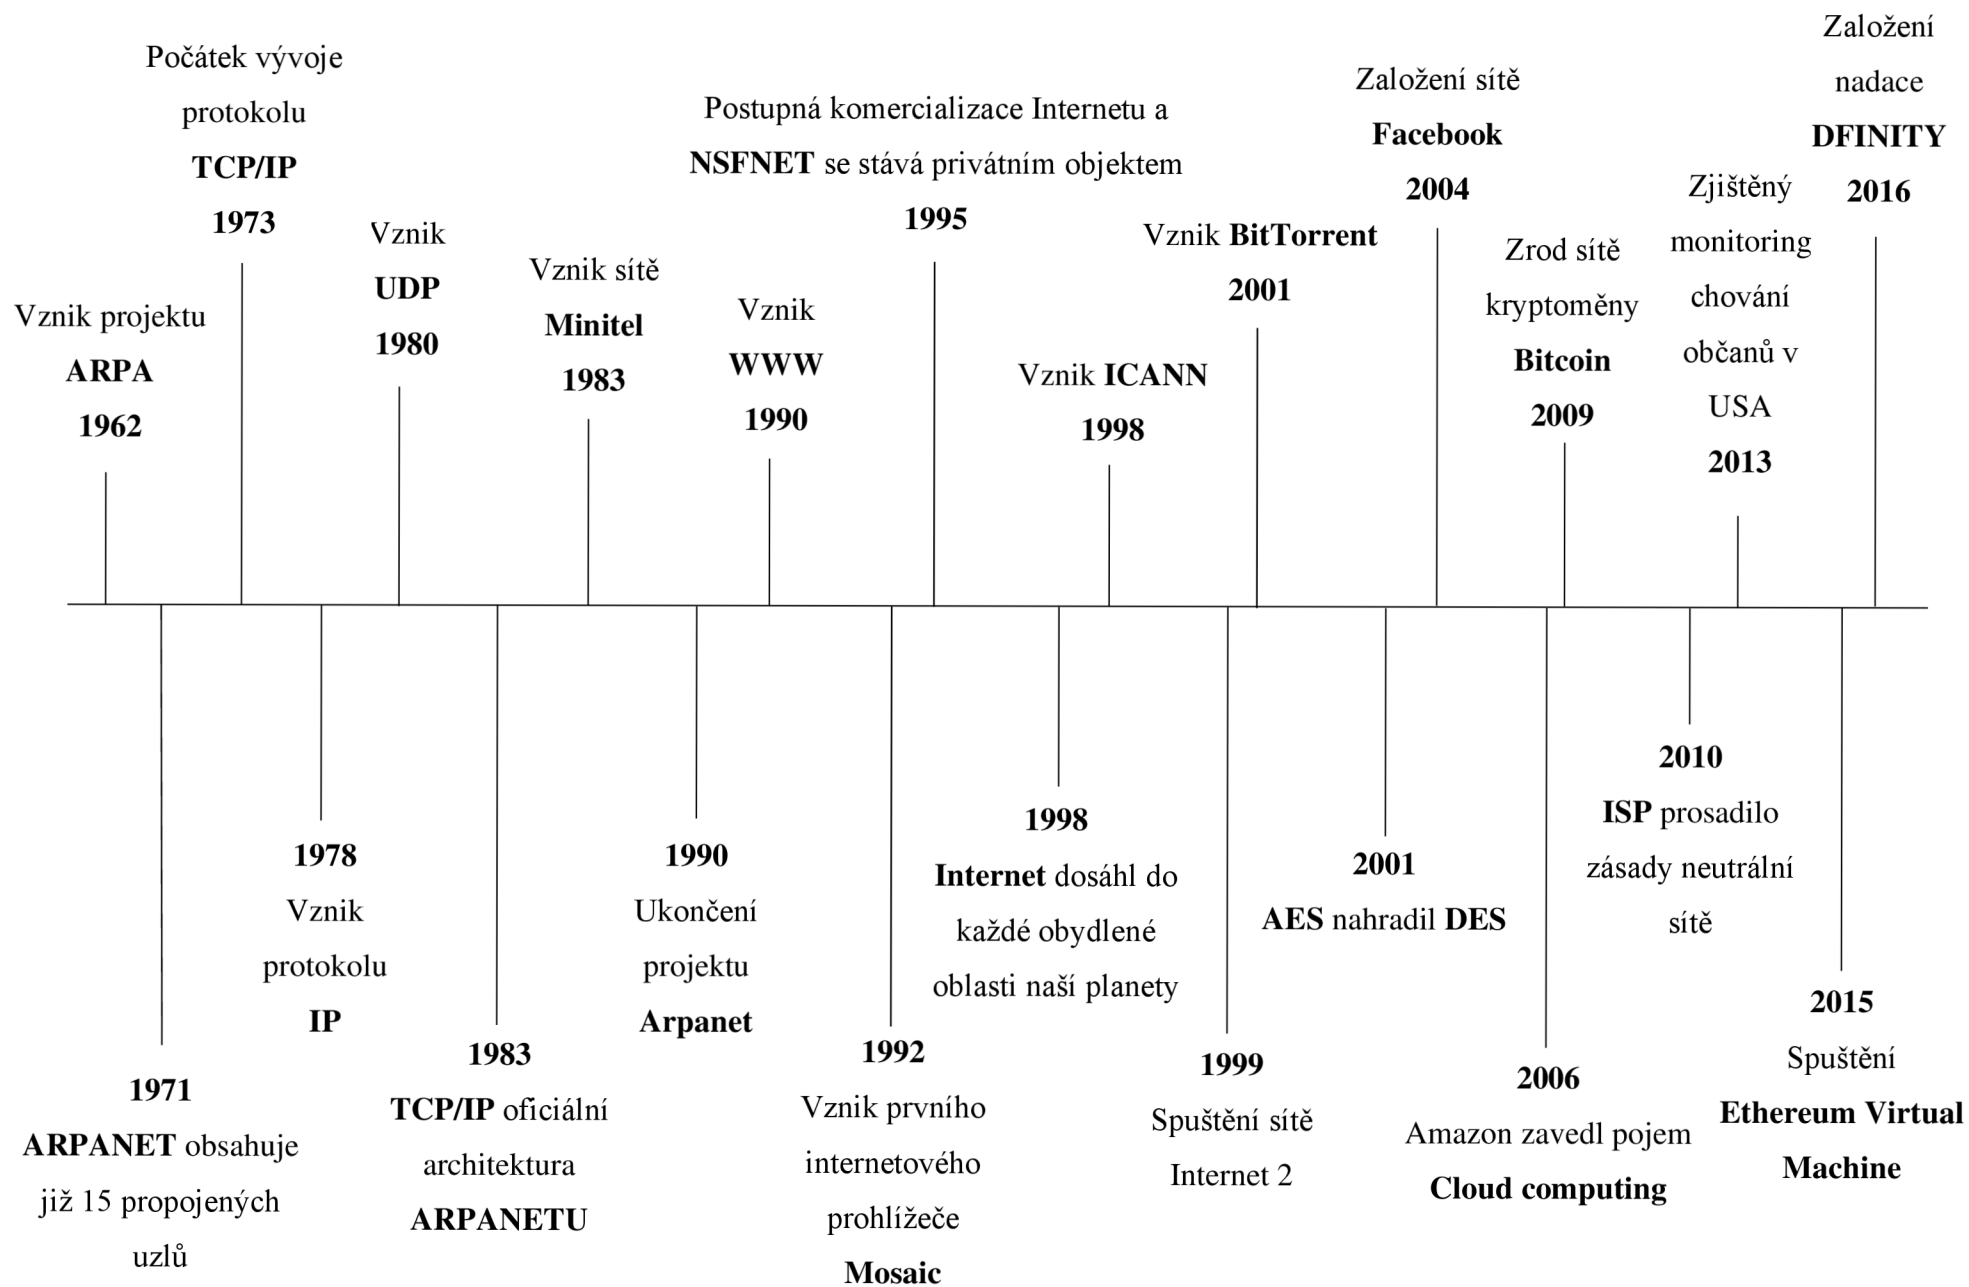 Vznik projektu
ARPA
1962
Počátek vývoje
protokolu
TCP/IP
1973
Vznik
UDP
1980
Vznik sítě
Minitel
1983
Vznik
WWW
1990
Postupná komercializace Internetu a
NSFNET se stává privátním objektem
1995
Vznik ICANN
1998
Vznik BitTorrent
2001
Založení sítě
Facebook
2004
Zrod sítě
kryptoměny
Bitcoin
2009
Zjištěný
monitoring
chování
občanů v
USA
2013
Založení
nadace
DFINITY
2016
1971
ARPANET obsahuje
již 15 propojených
uzlů
1978
Vznik
protokolu
IP
1983
TCP/IP oficiální
architektura
ARPANETU
1990
Ukončení
projektu
Arpanet
1992
Vznik prvního
internetového
prohlížeče
Mosaic
1998
Internet dosáhl do
každé obydlené
oblasti naší planety
1999
Spuštění sítě
Internet 2
2001
AES nahradil DES
2006
Amazon zavedl pojem
Cloud computing
2010
ISP prosadilo
zásady neutrální
sítě
2015
Spuštění
Ethereum Virtual
Machine